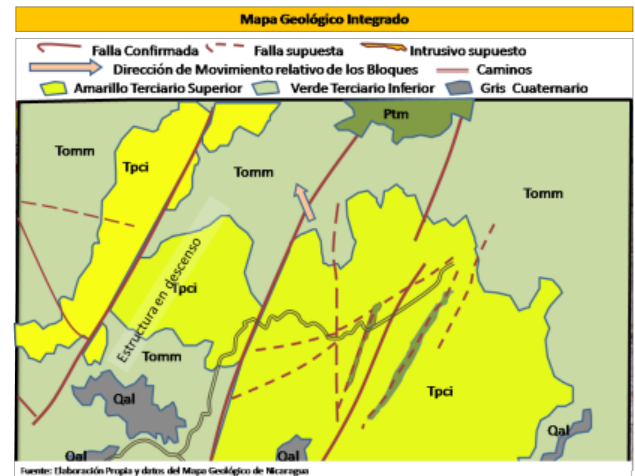 Mapa Geológico Integrado
Falla Confirmada Falla supuesta Intrusivo supuesto
Dirección de Movimiento relativo de los Bloques Caminos
Amarillo Terciario Superior Verde Terciario Inferior Gris Cuaternario
Ptm
Tomm
Tpci
Tomm
Tomm
Estructura en descenso
Tpci
Tomm
Qal
Tpci
Qal
Qal
Qal
Fuente: Elaboración Propia y datos del Mapa Geológico de Nicaragua